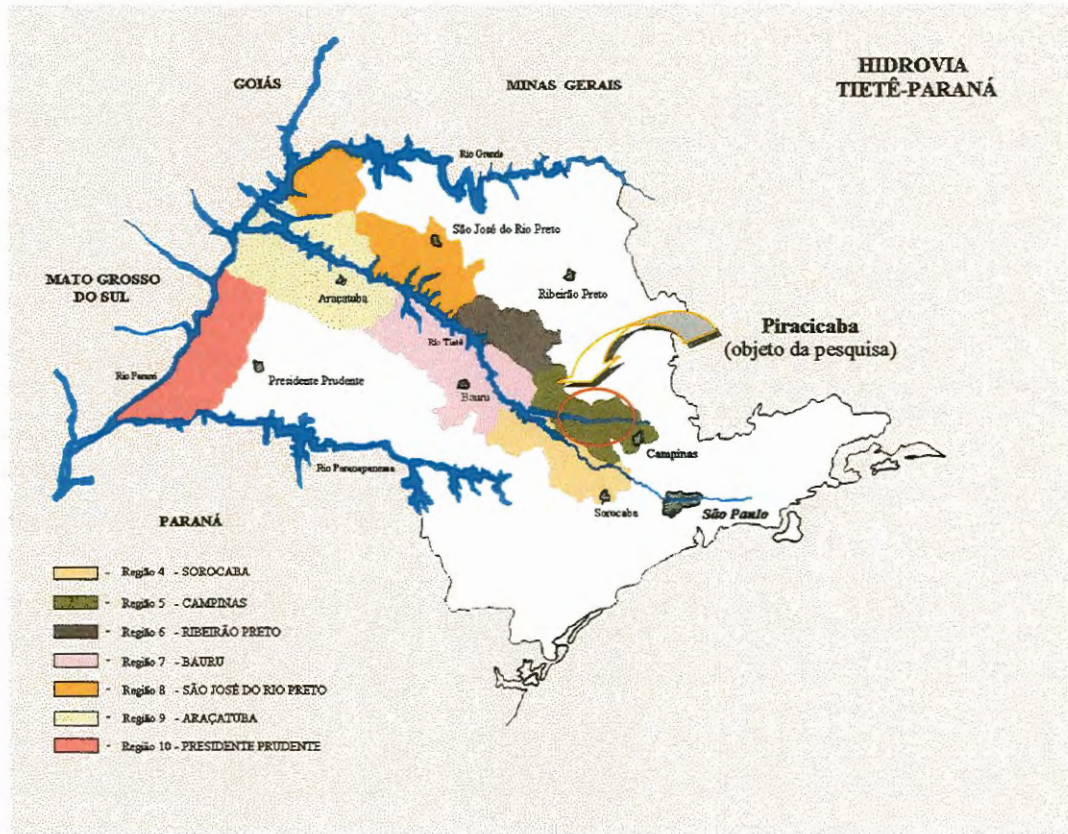 HIDROVIA
TIETÊ-PARANÁ
GOIÁS
MINAS GERAIS
Rio Grande
São José do Rio Preto
MATO GROSSO
DO SUL
Araçatuba
Ribeirão Preto
Piracicaba
(objeto da pesquisa)
Rio Tietê
Rio Paraná
Presidente Prudente
Bauru
Campinas
Rio Paranapanema
Sorocaba
São Paulo
PARANÁ
- Região 4 - SOROCABA
- Região 5 - CAMPINAS
- Região 6 - RIBEIRÃO PRETO
- Região 7 - BAURU
- Região 8 - SÃO JOSÉ DO RIO PRETO
- Região 9 - ARAÇATUBA
- Região 10 - PRESIDENTE PRUDENTE